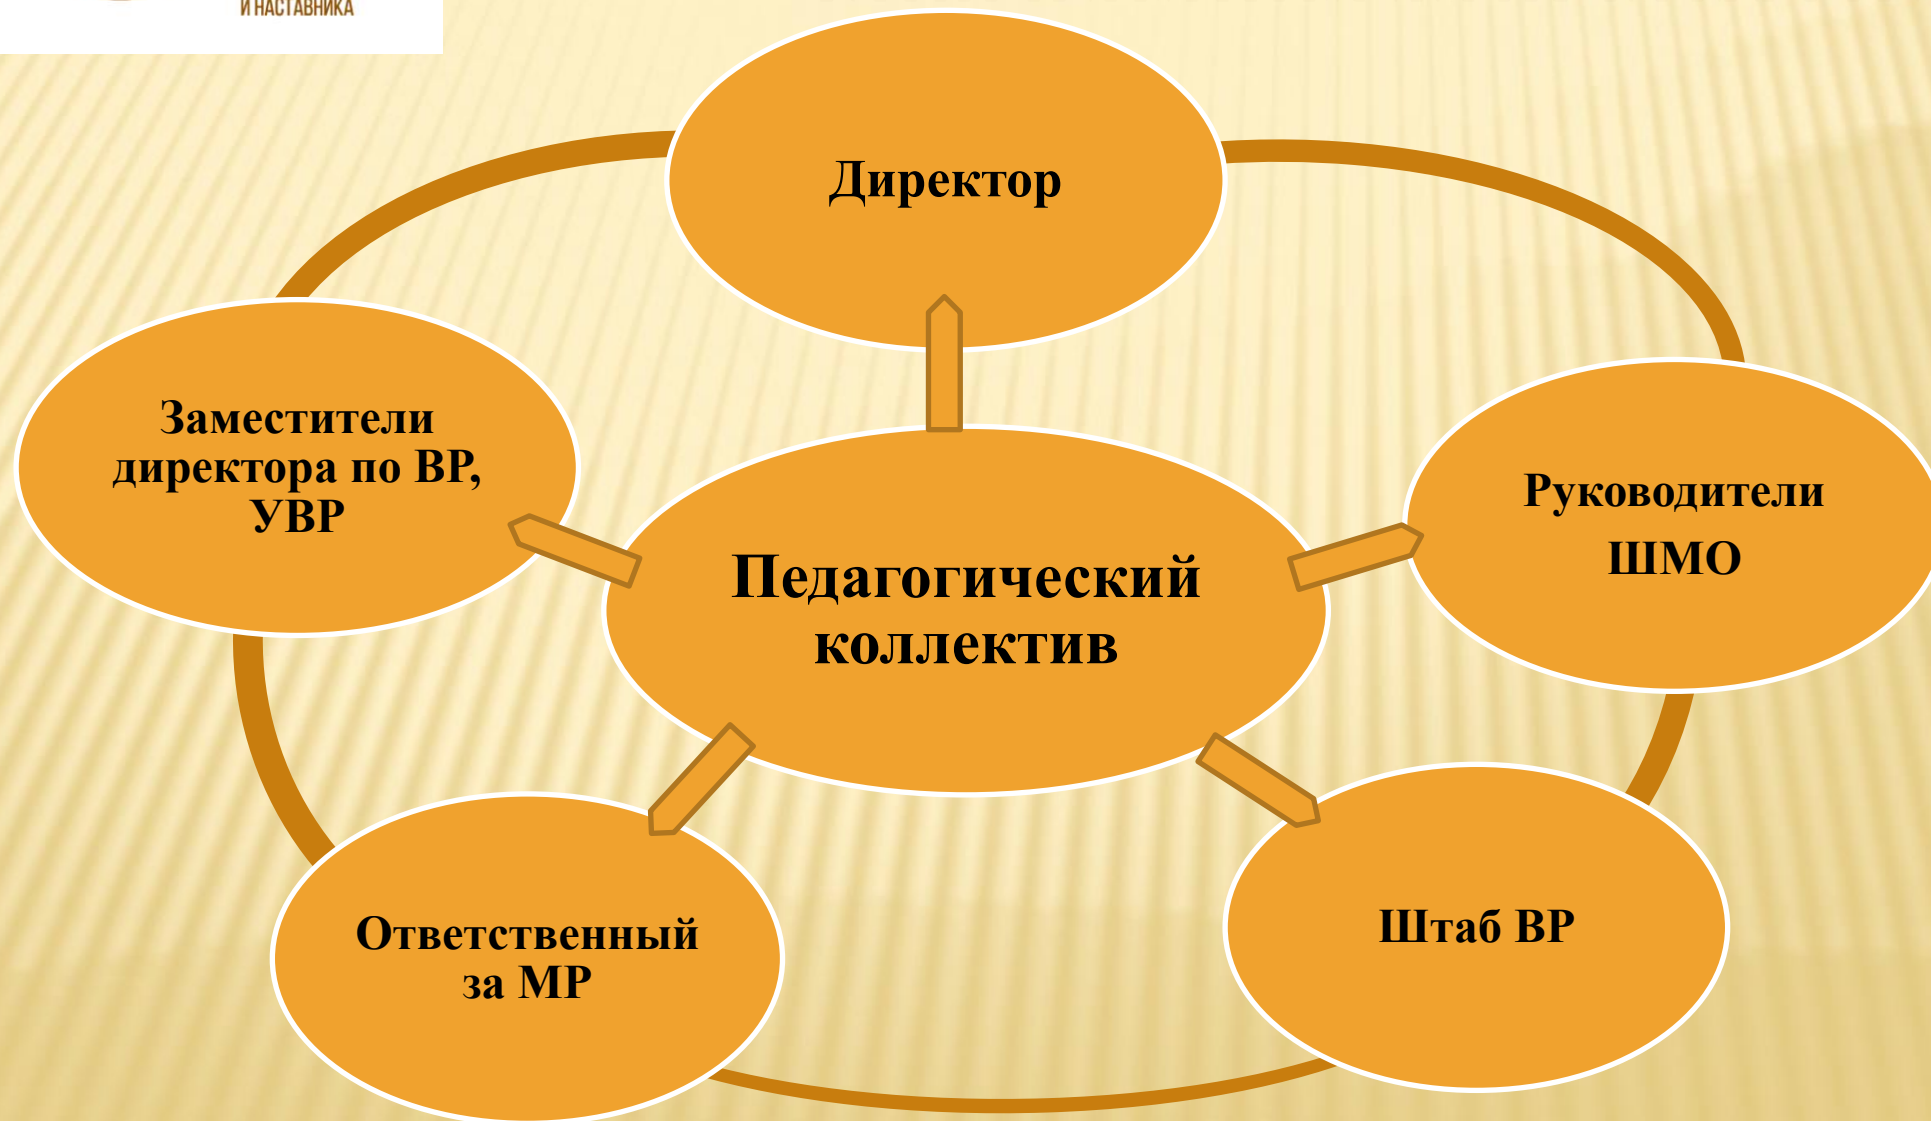 И НАСТАВНИКА
Директор
Заместители
директора по ВР,
УВР
Руководители
ШМО
Педагогический
коллектив
Ответственный
за МР
Штаб ВР